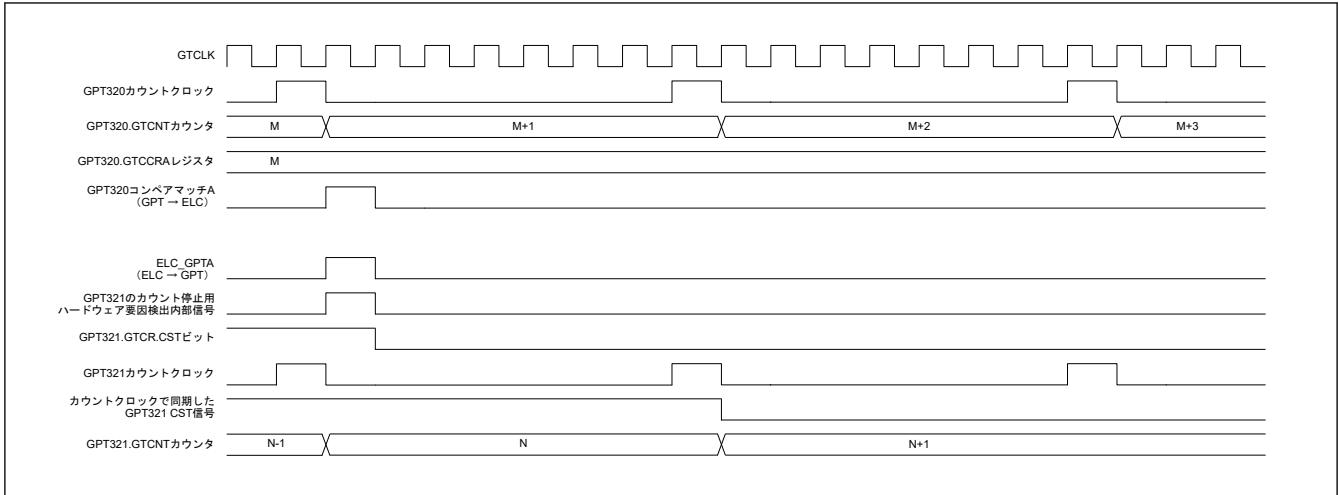 GTCLK
GPT320カウントクロック
GPT320.GTCNTカウンタ
M
M+1
M+2
M+3
GPT320.GTCCRAレジスタ
M
GPT320コンペアマッチA
（GPT → ELC）
ELC_GPTA
（ELC → GPT）
GPT321のカウント停止用
ハードウェア要因検出内部信号
GPT321.GTCR.CSTビット
GPT321カウントクロック
カウントクロックで同期した
GPT321 CST信号
GPT321.GTCNTカウンタ
N-1
N
N+1